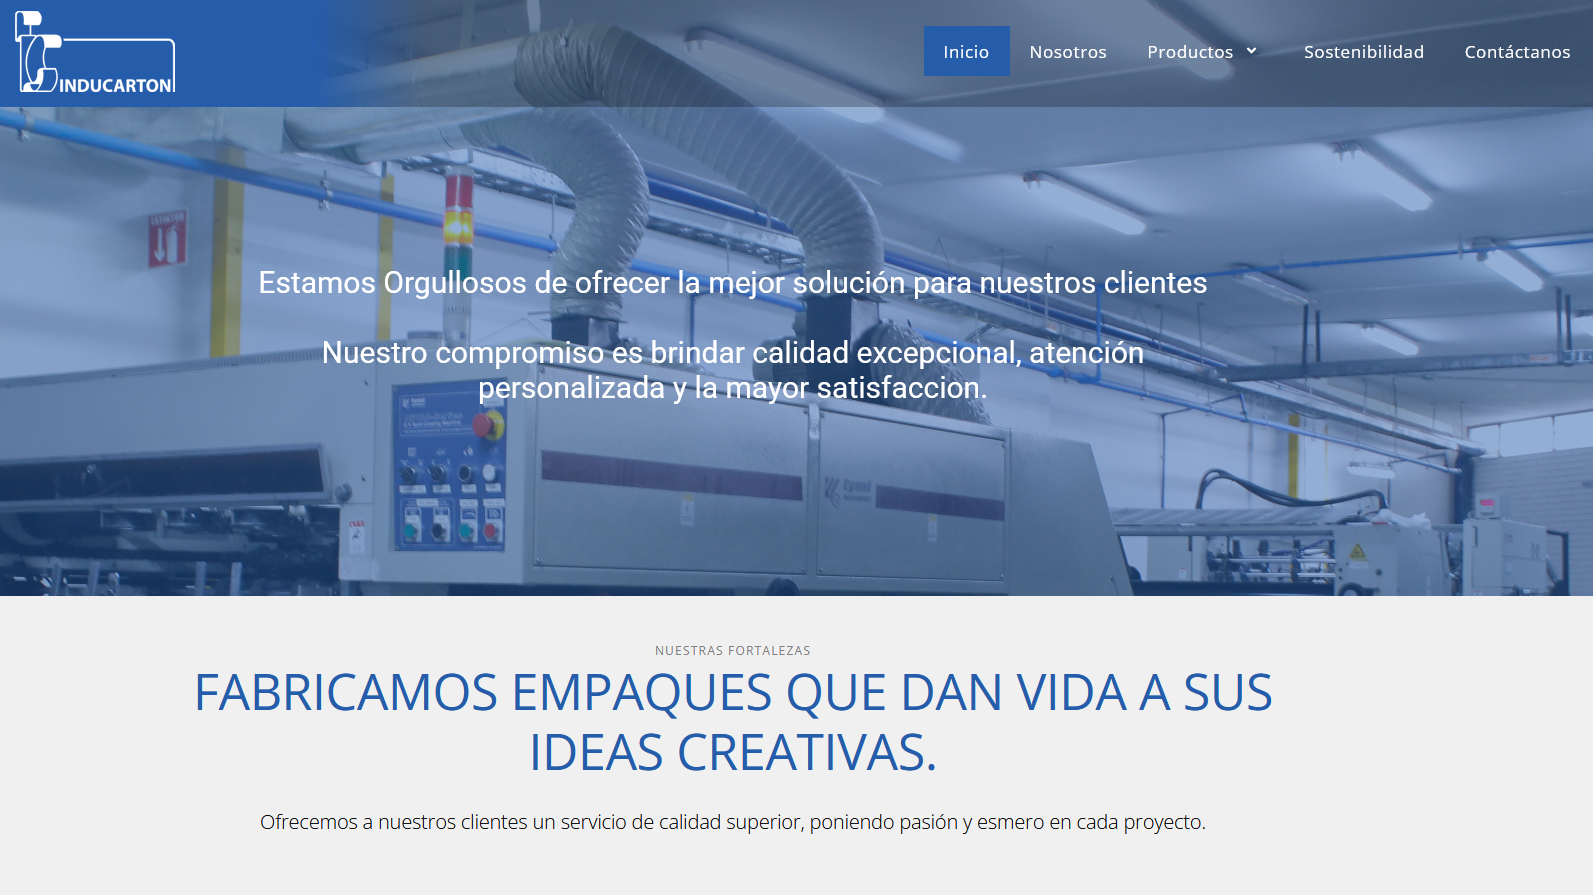 INDUCARTON
Inicio
Nosotros
Productos
Sostenibilidad
Contáctanos
EXTINTOR
Estamos Orgullosos de ofrecer la mejor solución para nuestros clientes
Nuestro compromiso es brindar calidad excepcional, atención
personalizada y la mayor satisfaccion.
NUESTRAS FORTALEZAS
FABRICAMOS EMPAQUES QUE DAN VIDA A SUS
IDEAS CREATIVAS.
Ofrecemos a nuestros clientes un servicio de calidad superior, poniendo pasión y esmero en cada proyecto.